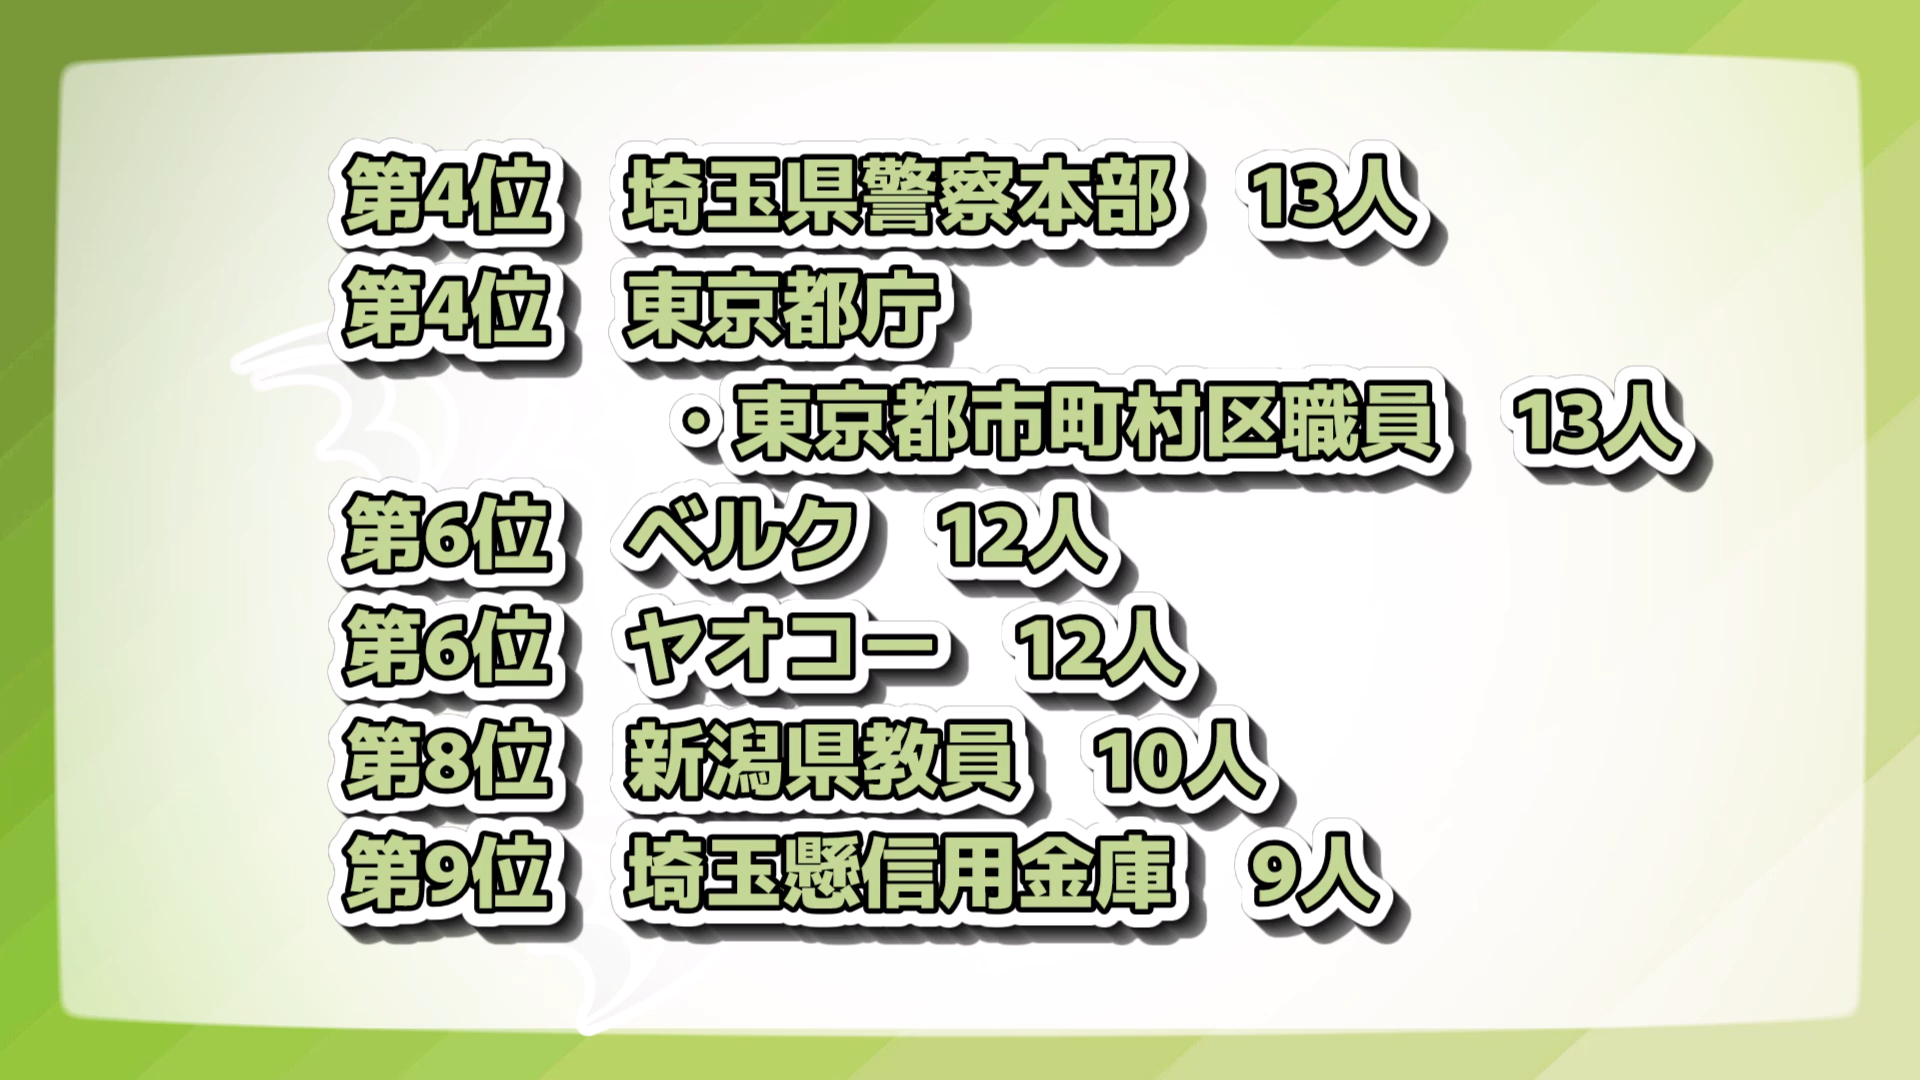 第4位 埼玉県警察本部 13人
第4位 東京都庁
・東京都市町村区職員 13人
第6位 ベルク 12人
第6位 ヤオコー 12人
第8位 新潟県教員 10人
第9位 埼玉懸信用金庫 9人